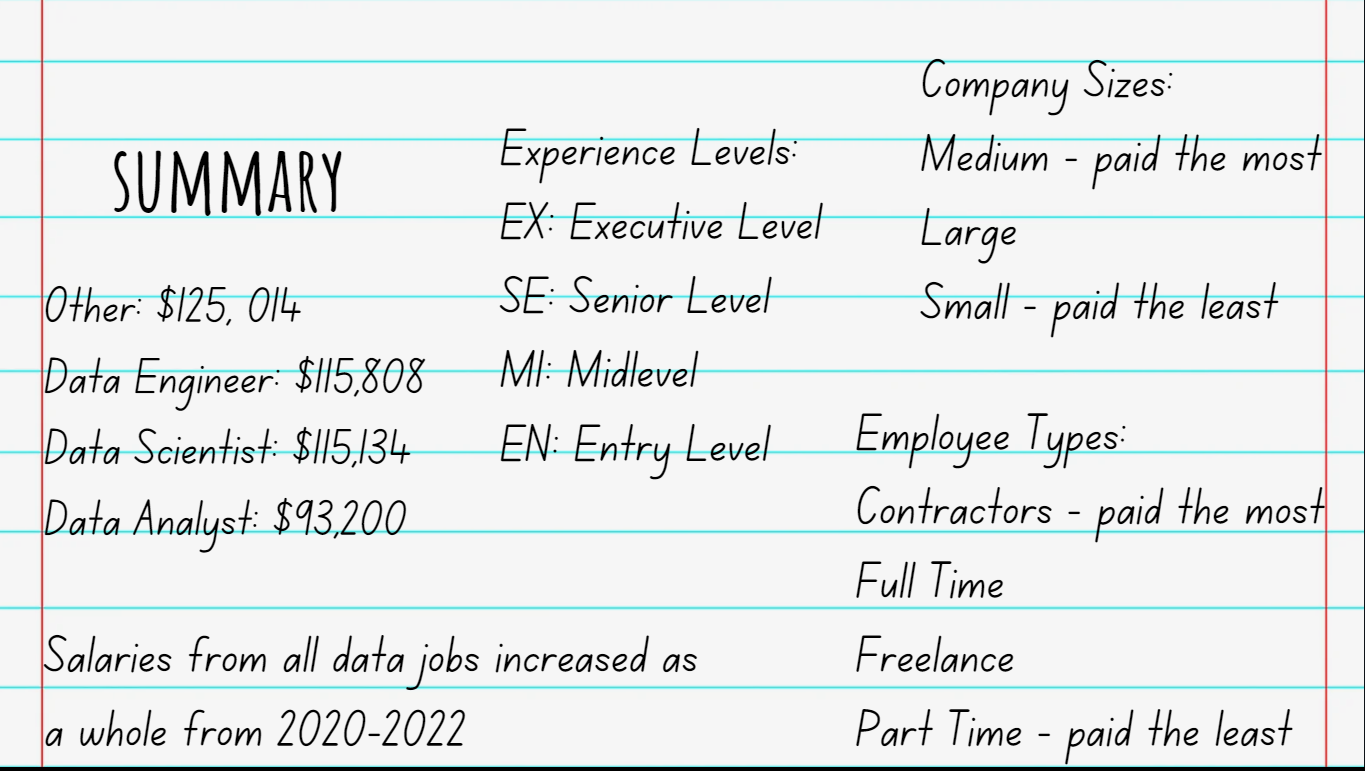 SUMMARY
Other: $125, 014
Data Engineer: $115,808
Data Scientist: $115,134
Data Analyst: $93,200
Salaries from all data jobs increased as
a whole from 2020-2022
Experience Levels:
EX: Executive Level
SE: Senior Level
MI: Midlevel
EN: Entry Level
Company Sizes:
Medium - paid the most
Large
Small - paid the least
Employee Types:
Contractors - paid the most
Full Time
Freelance
Part Time - paid the least